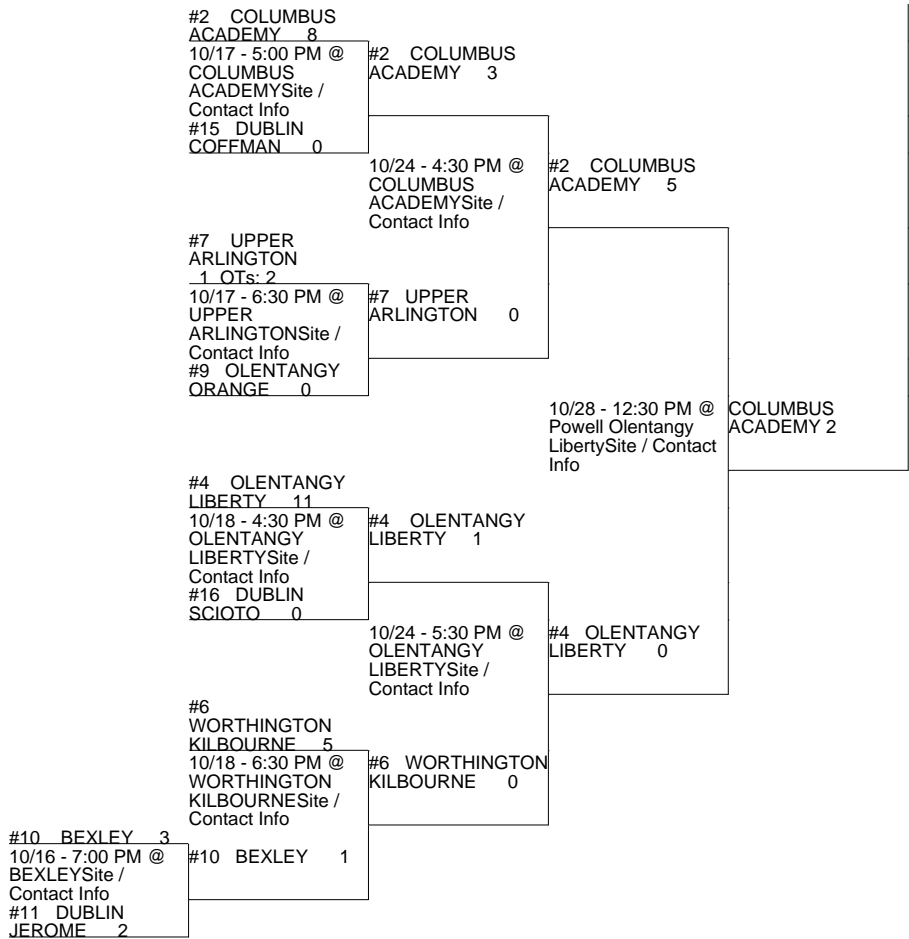 #2 COLUMBUS
ACADEMY 8
10/17 - 5:00 PM @
COLUMBUS
ACADEMYSite /
Contact Info
#15 DUBLIN
COFFMAN 0
#2 COLUMBUS
ACADEMY 3
10/24 - 4:30 PM @
COLUMBUS
ACADEMYSite /
Contact Info
#7 UPPER
ARLINGTON
1 OTs: 2
10/17 - 6:30 PM @
UPPER
ARLINGTONSite /
Contact Info
#9 OLENTANGY
ORANGE 0
#7 UPPER
ARLINGTON 0
#2 COLUMBUS
ACADEMY 5
10/28 - 12:30 PM @
Powell Olentangy
LibertySite / Contact
Info
COLUMBUS
ACADEMY 2
#4 OLENTANGY
LIBERTY 11
10/18 - 4:30 PM @
OLENTANGY
LIBERTYSite /
Contact Info
#16 DUBLIN
SCIOTO 0
#4 OLENTANGY
LIBERTY 1
10/24 - 5:30 PM @
OLENTANGY
LIBERTYSite /
Contact Info
#4 OLENTANGY
LIBERTY 0
#6
WORTHINGTON
KILBOURNE 5
10/18 - 6:30 PM @
WORTHINGTON
KILBOURNESite /
Contact Info
#6 WORTHINGTON
KILBOURNE 0
#10 BEXLEY 3
10/16 - 7:00 PM @
BEXLEYSite /
Contact Info
#11 DUBLIN
JEROME 2
#10 BEXLEY 1